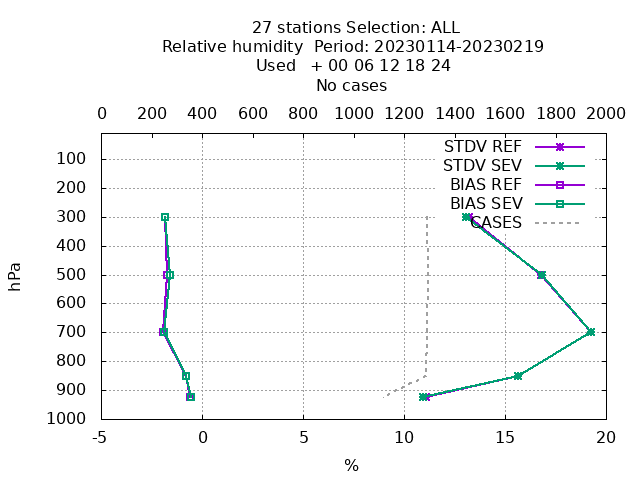 27 stations Selection: ALL
Relative humidity  Period: 20230114-20230219
Used   + 00 06 12 18 24
No cases
0 200 400 600 800 1000 1200 1400 1600 1800 2000
STDV REF
STDV SEV
BIAS REF
BIAS SEV
CASES
100
200
300
400
500
600
700
800
900
1000
hPa
-5 0 5 10 15 20
%